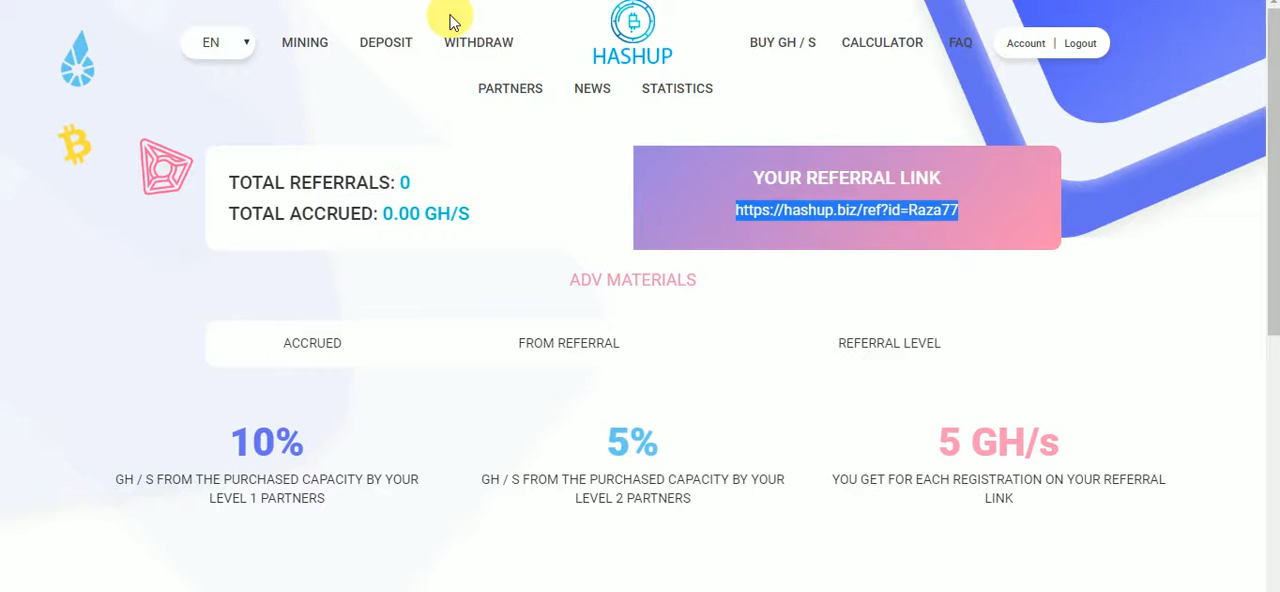 EN MINING DEPOSIT WITHDRAW HASHUP BUY GH / S CALCULATOR FAQ Account | Logout
PARTNERS NEWS STATISTICS
TOTAL REFERRALS: 0
TOTAL ACCRUED: 0.00 GH/S
YOUR REFERRAL LINK
https://hashup.biz/ref?id=Raza77
ADV MATERIALS
ACCRUED FROM REFERRAL REFERRAL LEVEL
10%
GH / S FROM THE PURCHASED CAPACITY BY YOUR
LEVEL 1 PARTNERS
5%
GH / S FROM THE PURCHASED CAPACITY BY YOUR
LEVEL 2 PARTNERS
5 GH/s
YOU GET FOR EACH REGISTRATION ON YOUR REFERRAL
LINK